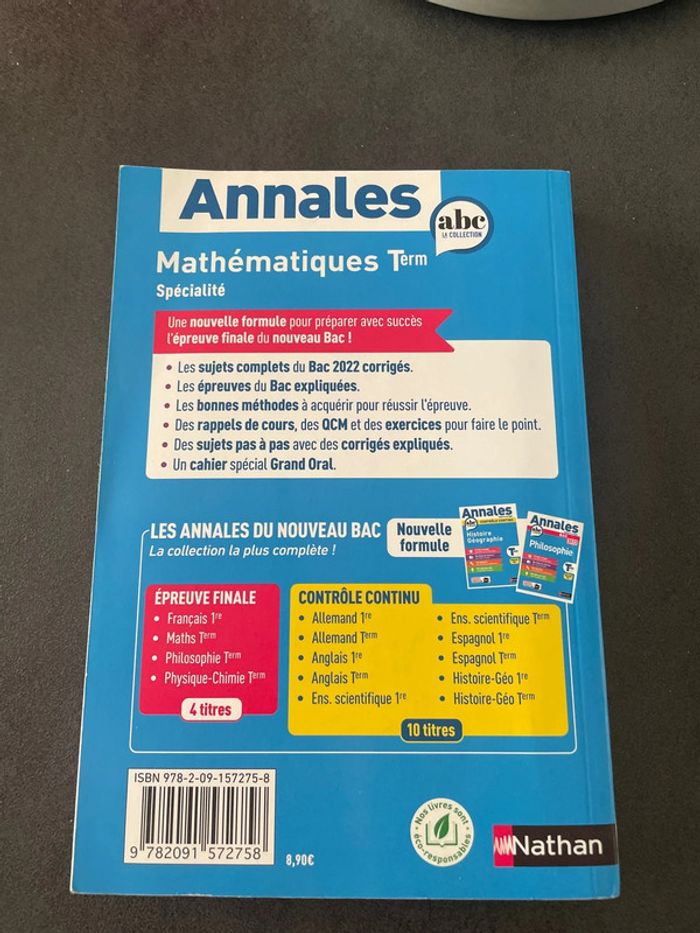 Annales
abc
LA COLLECTION
Mathématiques Term
Spécialité
Une nouvelle formule pour préparer avec succès
l'épreuve finale du nouveau Bac !
• Les sujets complets du Bac 2022 corrigés.
• Les épreuves du Bac expliquées.
• Les bonnes méthodes à acquérir pour réussir l'épreuve.
• Des rappels de cours, des QCM et des exercices pour faire le point.
• Des sujets pas à pas avec des corrigés expliqués.
• Un cahier spécial Grand Oral.
LES ANNALES DU NOUVEAU BAC
La collection la plus complète !
Nouvelle
formule
Annales
abc
CONTRÔLE CONTINU
Histoire
Géographie
Term
Annales
abc
Philosophie
Term
ÉPREUVE FINALE
• Français 1re
• Maths Term
• Philosophie Term
• Physique-Chimie Term
4 titres
CONTRÔLE CONTINU
• Allemand 1re
• Allemand Term
• Anglais 1re
• Anglais Term
• Ens. scientifique 1re
• Ens. scientifique Term
• Espagnol 1re
• Espagnol Term
• Histoire-Géo 1re
• Histoire-Géo Term
10 titres
ISBN 978-2-09-157275-8
9 782091 572758
8,90€
Nos livres sont
éco-responsables
Nathan